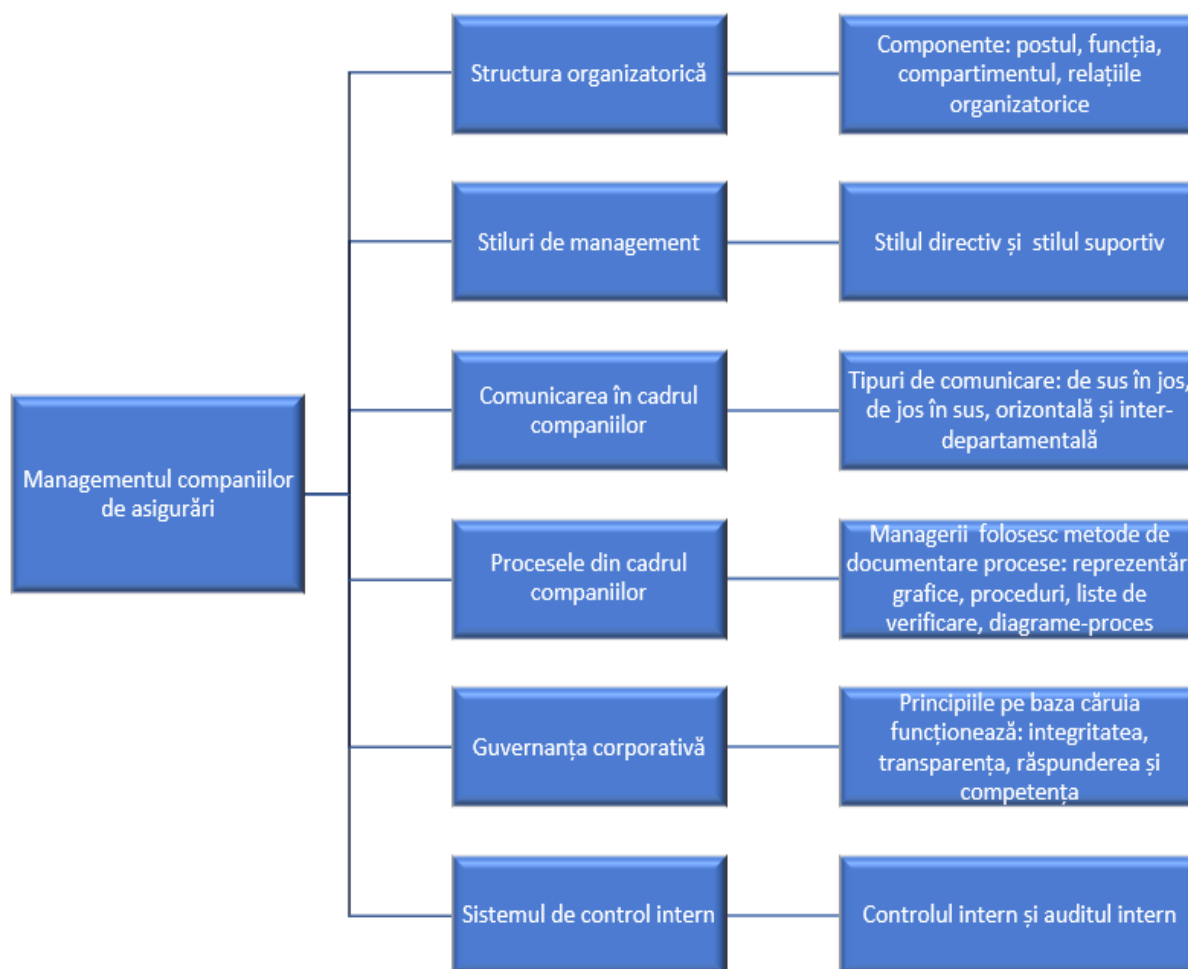 Structura organizatorică
Componente: postul, funcția,
compartimentul, relațiile
organizatorice
Stiluri de management
Stilul directiv și stilul suportiv
Comunicarea în cadrul
companiilor
Tipuri de comunicare: de sus în jos,
de jos în sus, orizontală și inter-
departamentală
Managementul companiilor
de asigurări
Procesele din cadrul
companiilor
Managerii folosesc metode de
documentare procese: reprezentăr
grafice, proceduri, liste de
verificare, diagrame-proces
Guvernanța corporativă
Principiile pe baza căruia
funcționează: integritatea,
transparența, răspunderea și
competența
Sistemul de control intern
Controlul intern și auditul intern